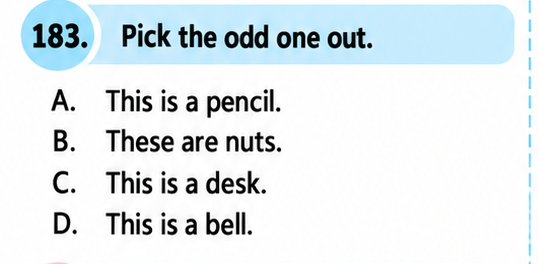 183. Pick the odd one out.
A. This is a pencil.
B. These are nuts.
C. This is a desk.
D. This is a bell.